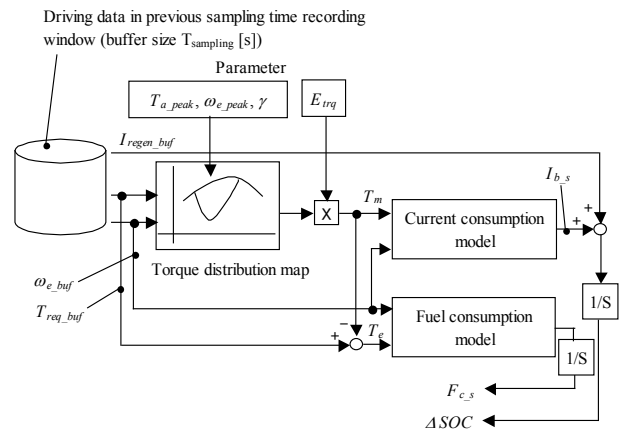 Driving data in previous sampling time recording
window (buffer size T_sampling [s])
Parameter
T_a_peak, ω_e_peak, γ
E_trq
I_regen_buf
I_b_s
+
+
X
T_m
Current consumption
model
Torque distribution map
ω_e_buf
T_req_buf
1/S
−
+
T_e
Fuel consumption
model
1/S
F_c_s
ΔSOC